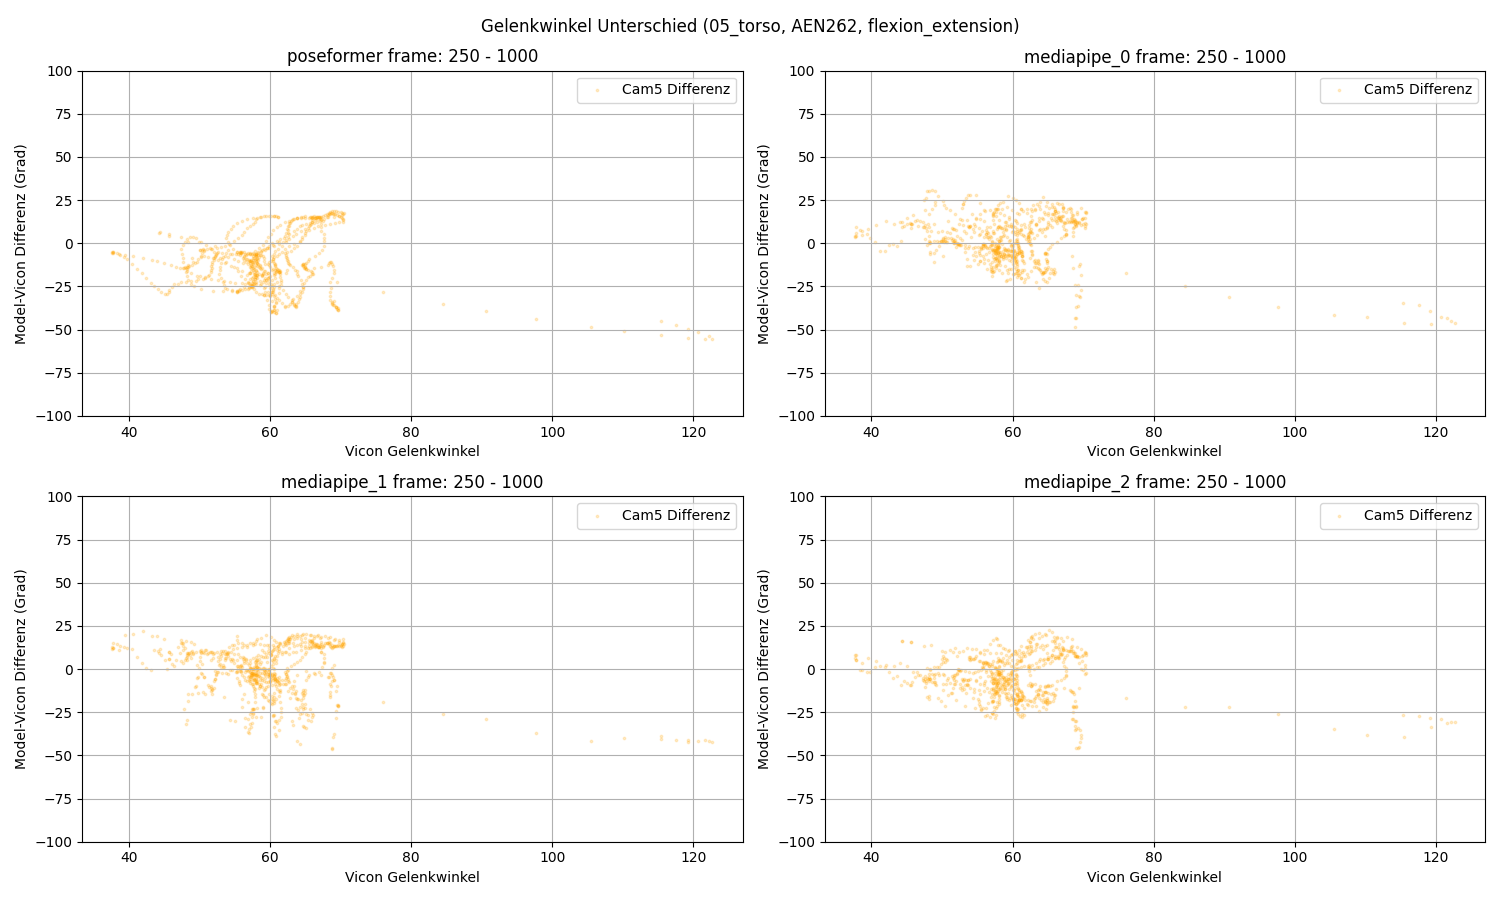 Gelenkwinkel Unterschied (05_torso, AEN262, flexion_extension)
poseformer frame: 250 - 1000
100
75
50
25
0
−25
−50
−75
−100
Model-Vicon Differenz (Grad)
Cam5 Differenz
40 60 80 100 120
Vicon Gelenkwinkel
mediapipe_0 frame: 250 - 1000
100
75
50
25
0
−25
−50
−75
−100
Model-Vicon Differenz (Grad)
Cam5 Differenz
40 60 80 100 120
Vicon Gelenkwinkel
mediapipe_1 frame: 250 - 1000
100
75
50
25
0
−25
−50
−75
−100
Model-Vicon Differenz (Grad)
Cam5 Differenz
40 60 80 100 120
Vicon Gelenkwinkel
mediapipe_2 frame: 250 - 1000
100
75
50
25
0
−25
−50
−75
−100
Model-Vicon Differenz (Grad)
Cam5 Differenz
40 60 80 100 120
Vicon Gelenkwinkel